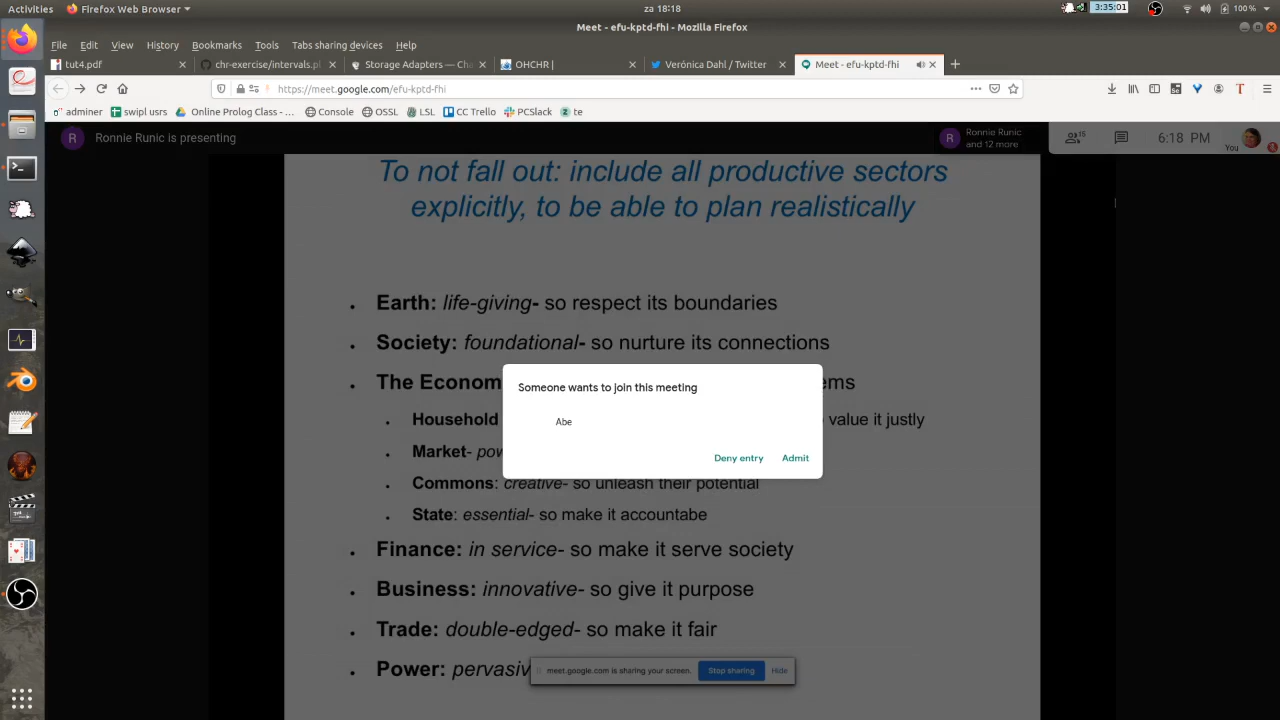 Activities Firefox Web Browser za 18:18 3:35:01 100 %
Meet - efu-kptd-fhi - Mozilla Firefox
File Edit View History Bookmarks Tools Tabs sharing devices Help
tut4.pdf chr-exercise/intervals.pl Storage Adapters — Cha OHCHR | Verónica Dahl / Twitter Meet - efu-kptd-fhi
https://meet.google.com/efu-kptd-fhi
adminer swipl users Online Prolog Class -... Console OSSL LSL CC Trello PCSlack te
R Ronnie Runic is presenting R Ronnie Runic
and 12 more 15 6:18 PM You
To not fall out: include all productive sectors
explicitly, to be able to plan realistically
Earth: life-giving- so respect its boundaries
Society: foundational- so nurture its connections
The Econom ems
Someone wants to join this meeting
Household value it justly
Abe
Market-
Deny entry Admit
Commons: creative- so unleash their potential
State: essential- so make it accountabe
Finance: in service- so make it serve society
Business: innovative- so give it purpose
Trade: double-edged- so make it fair
Power: pervasiv
meet.google.com is sharing your screen. Stop sharing Hide